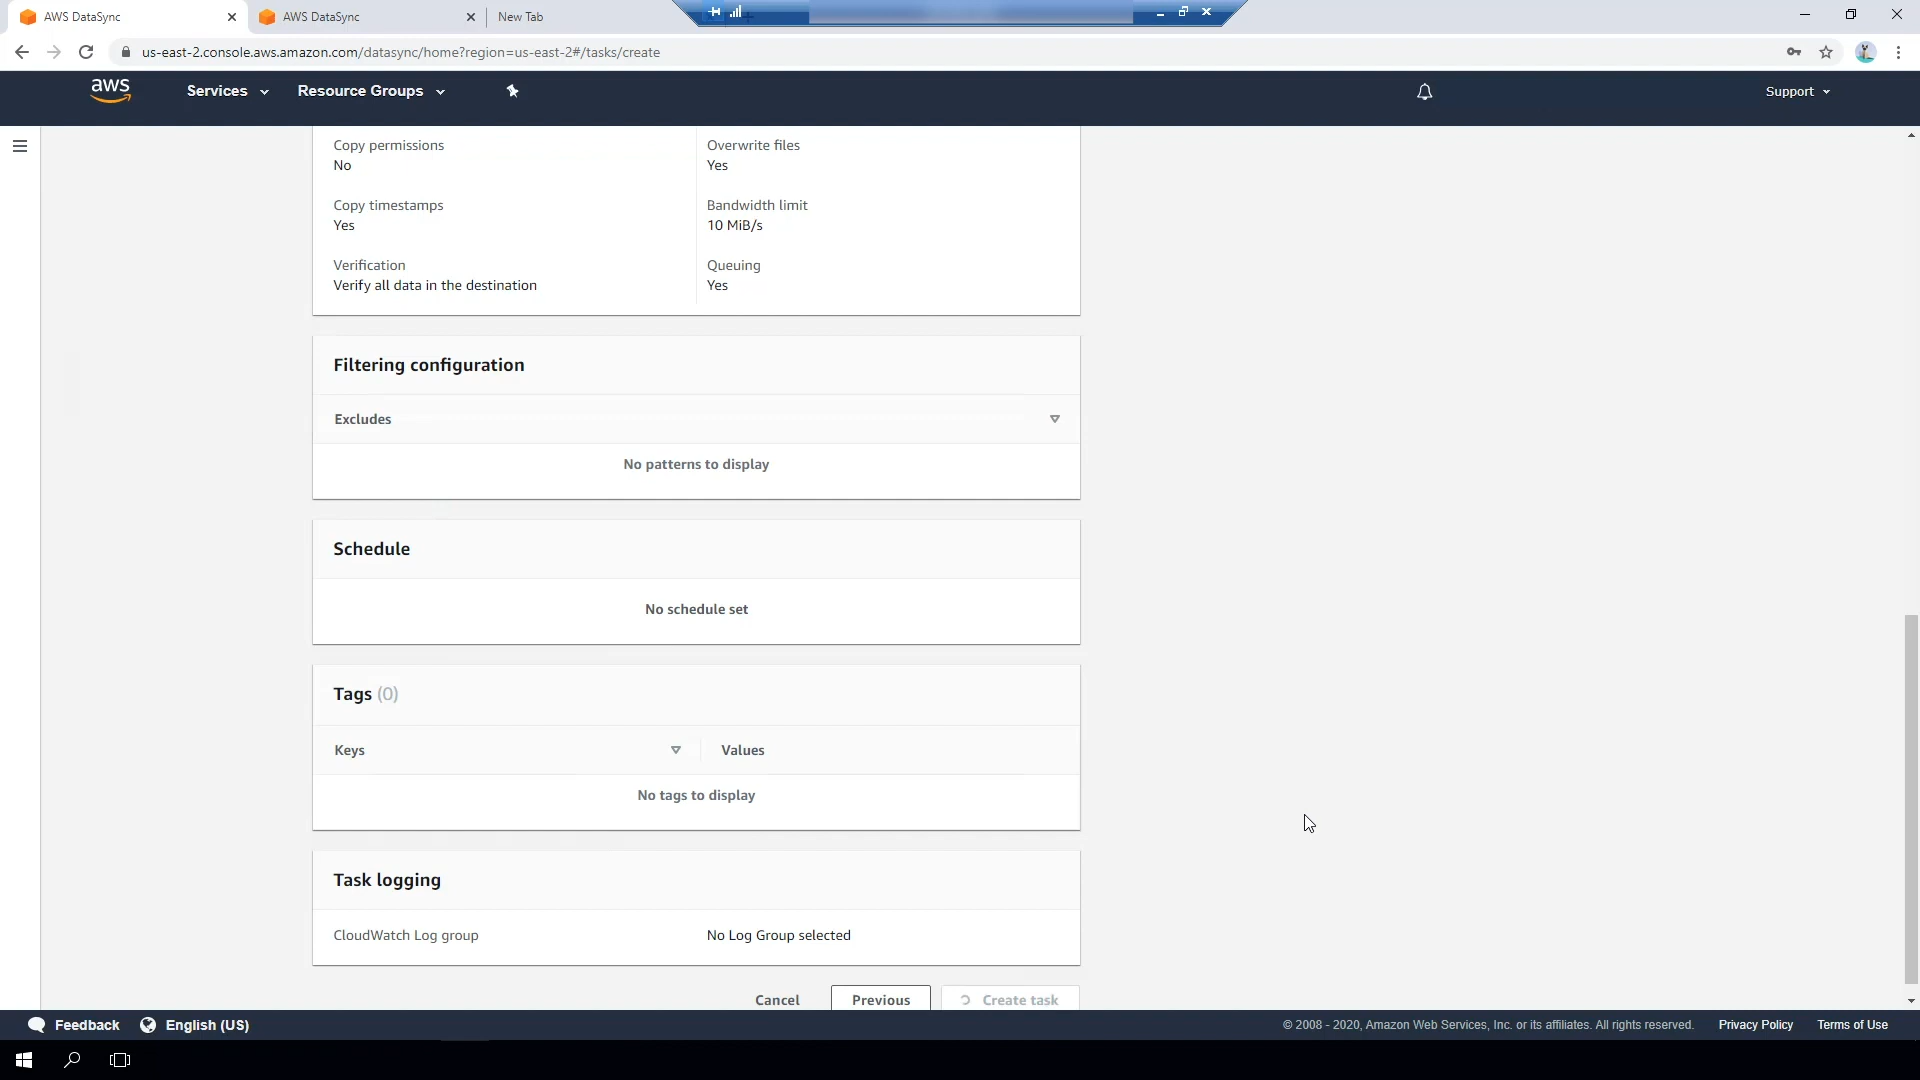 AWS DataSync
AWS DataSync
New Tab
us-east-2.console.aws.amazon.com/datasync/home?region=us-east-2#/tasks/create
aws
Services
Resource Groups
Support
Copy permissions
No
Overwrite files
Yes
Copy timestamps
Yes
Bandwidth limit
10 MiB/s
Verification
Verify all data in the destination
Queuing
Yes
Filtering configuration
Excludes
No patterns to display
Schedule
No schedule set
Tags (0)
Keys
Values
No tags to display
Task logging
CloudWatch Log group
No Log Group selected
Cancel
Previous
Create task
Feedback
English (US)
© 2008 - 2020, Amazon Web Services, Inc. or its affiliates. All rights reserved.
Privacy Policy
Terms of Use